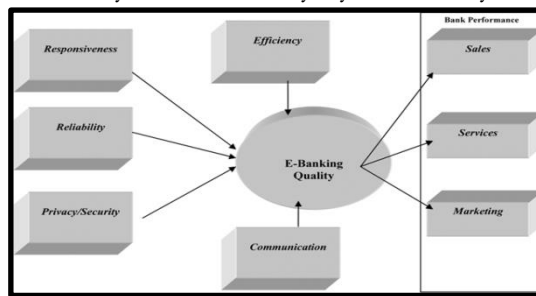 Bank Performance
Responsiveness
Efficiency
Sales
Reliability
E-Banking
Quality
Services
Privacy/Security
Marketing
Communication